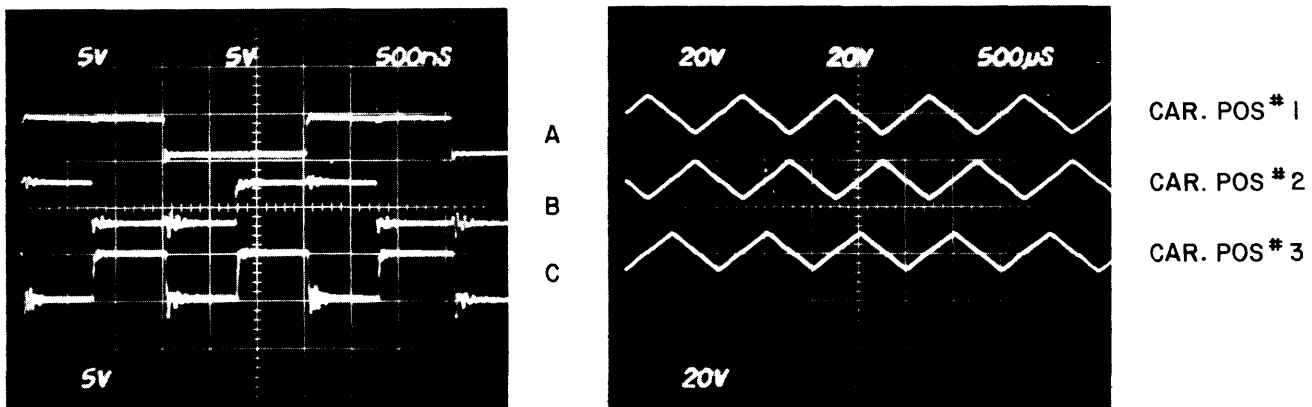 5V 5V 500nS
A
B
C
5V
20V 20V 500µS
CAR. POS #1
CAR. POS #2
CAR. POS #3
20V